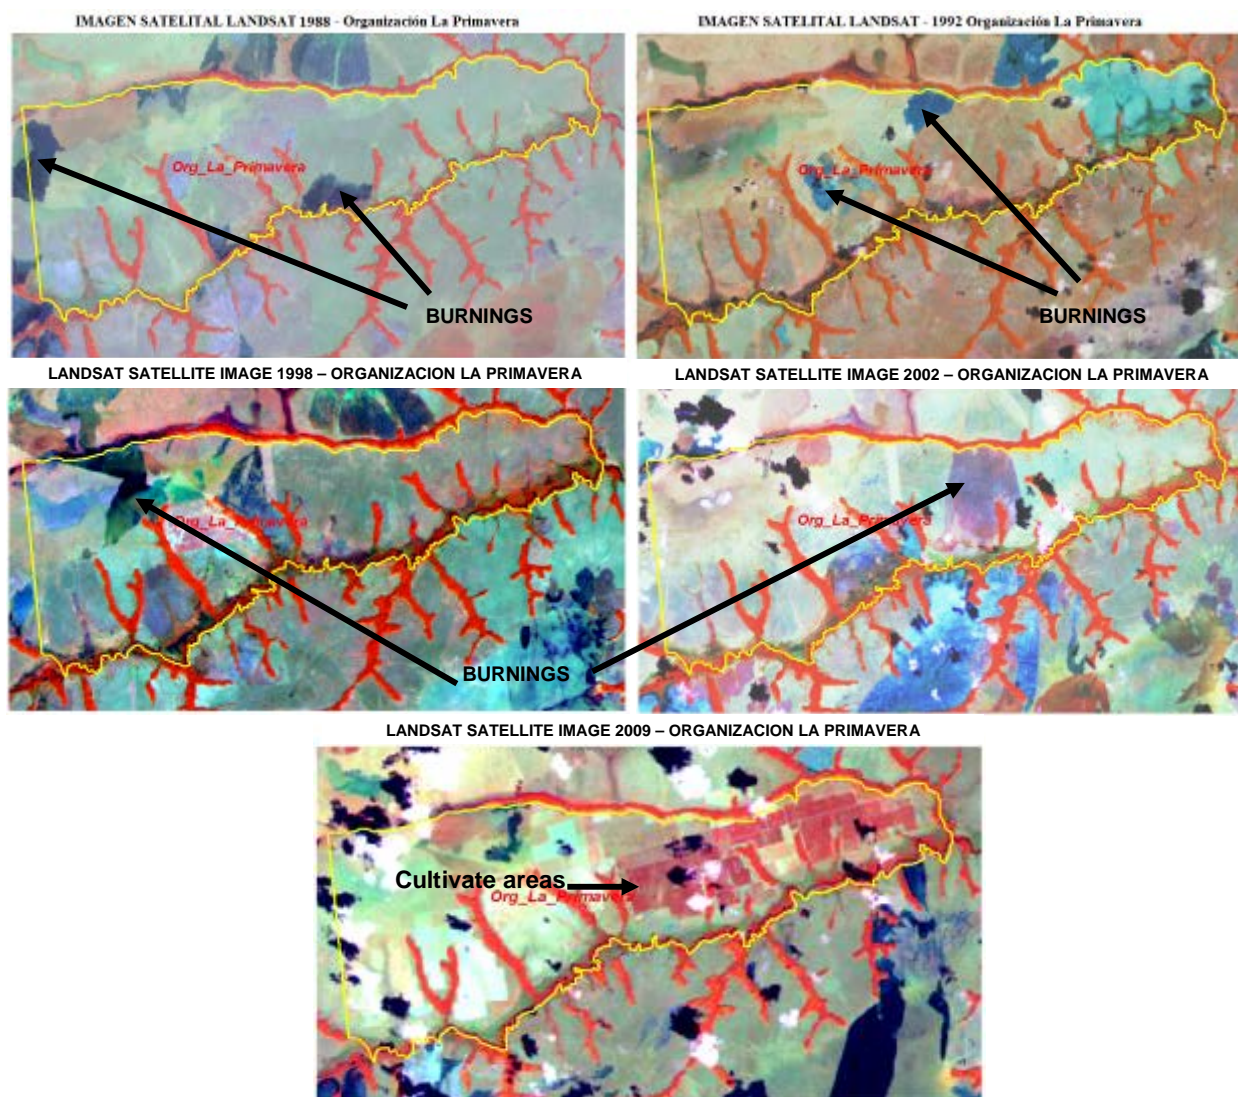 IMAGEN SATELITAL LANDSAT 1988 - Organización La Primavera
IMAGEN SATELITAL LANDSAT - 1992 Organización La Primavera
Org_La_Primavera
Org_La_Primavera
BURNINGS
BURNINGS
LANDSAT SATELLITE IMAGE 1998 – ORGANIZACION LA PRIMAVERA
LANDSAT SATELLITE IMAGE 2002 – ORGANIZACION LA PRIMAVERA
Org_La_Primavera
Org_La_Primavera
BURNINGS
LANDSAT SATELLITE IMAGE 2009 – ORGANIZACION LA PRIMAVERA
Cultivate areas
Org_La_Primavera